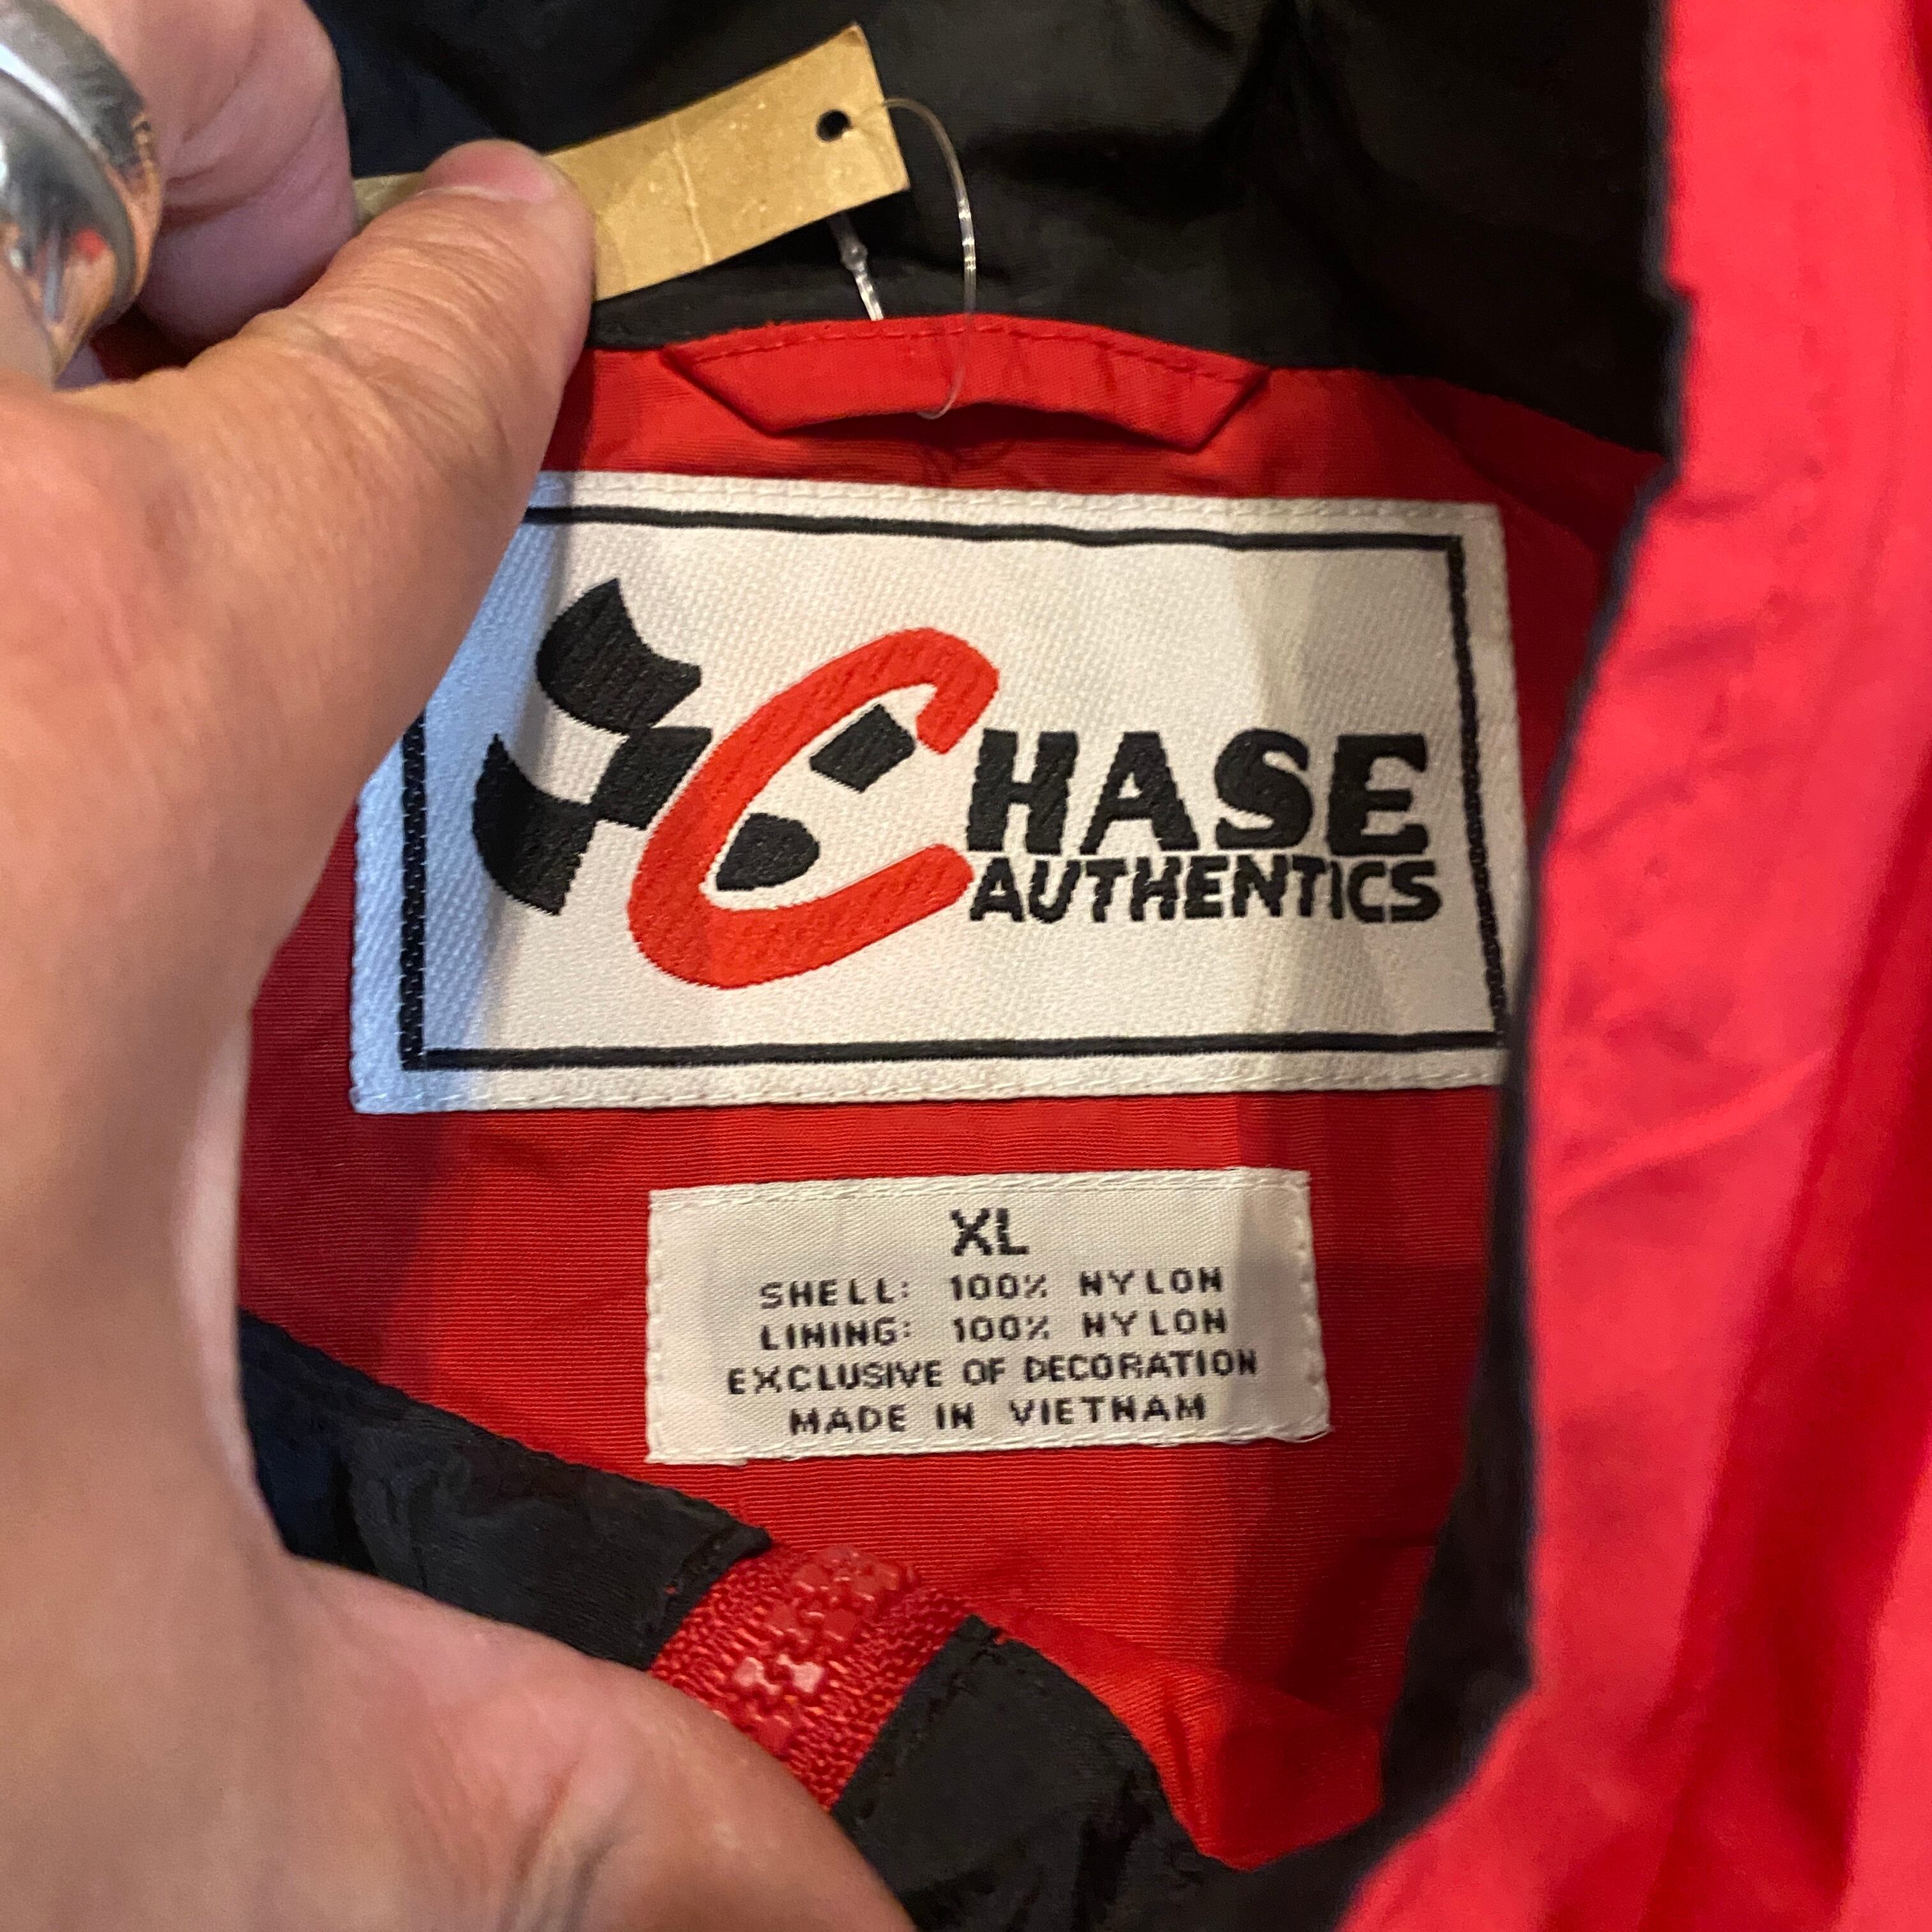 CHASE
AUTHENTICS
XL
SHELL: 100% NYLON
LINING: 100% NYLON
EXCLUSIVE OF DECORATION
MADE IN VIETNAM